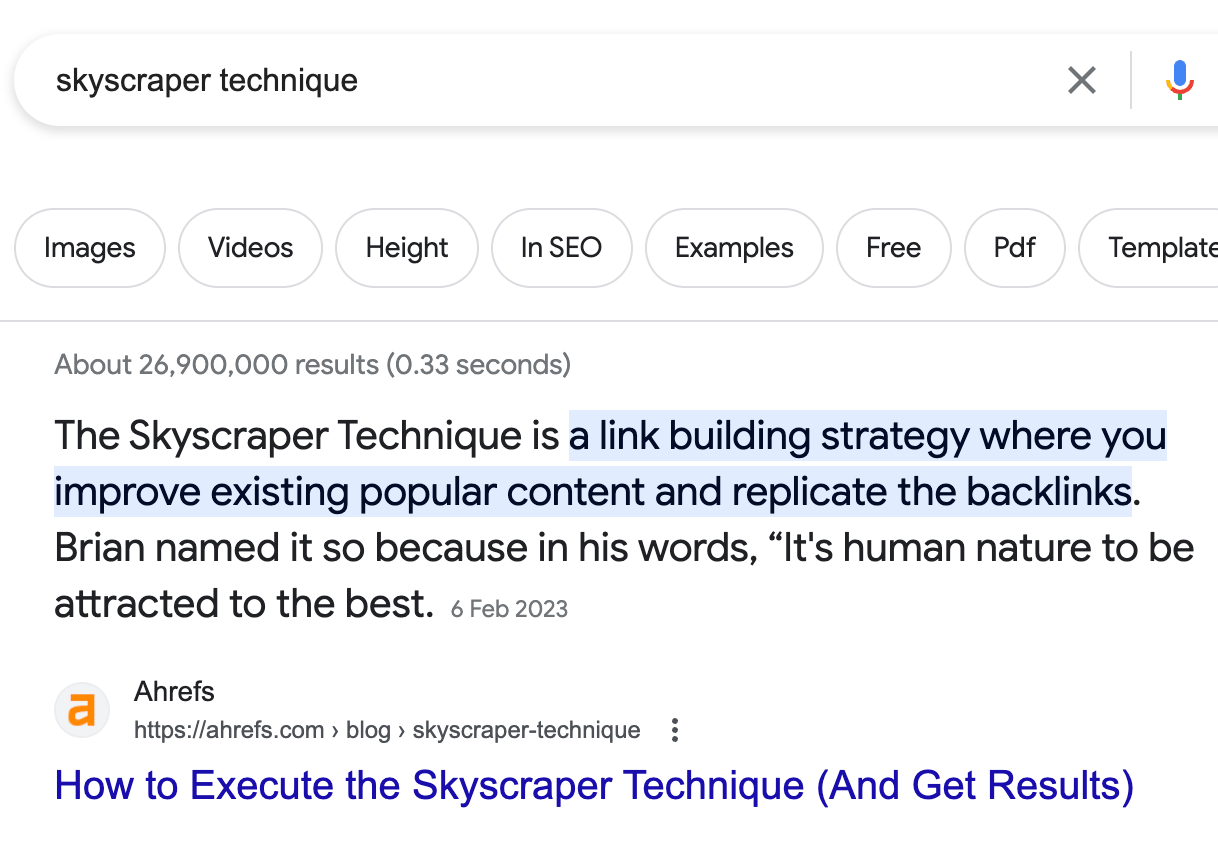 skyscraper technique
Images Videos Height In SEO Examples Free Pdf Template
About 26,900,000 results (0.33 seconds)
The Skyscraper Technique is a link building strategy where you
improve existing popular content and replicate the backlinks.
Brian named it so because in his words, “It's human nature to be
attracted to the best. 6 Feb 2023
a Ahrefs
https://ahrefs.com › blog › skyscraper-technique
How to Execute the Skyscraper Technique (And Get Results)